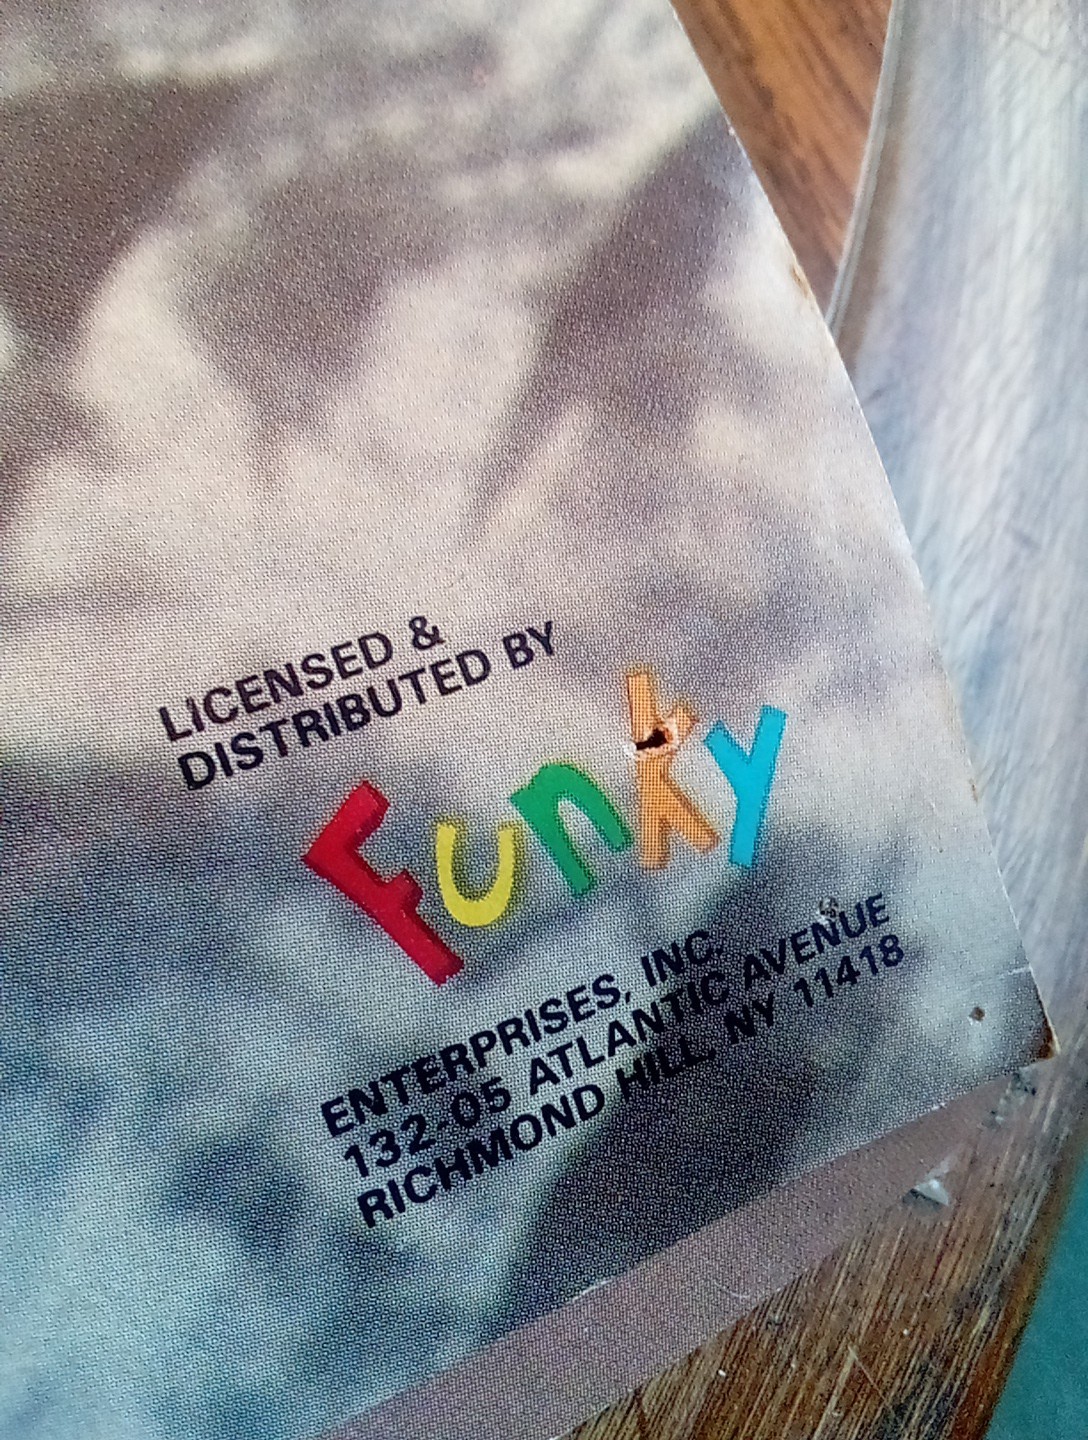 LICENSED &
DISTRIBUTED BY
Funky
ENTERPRISES, INC.
132-05 ATLANTIC AVENUE
RICHMOND HILL, NY 11418